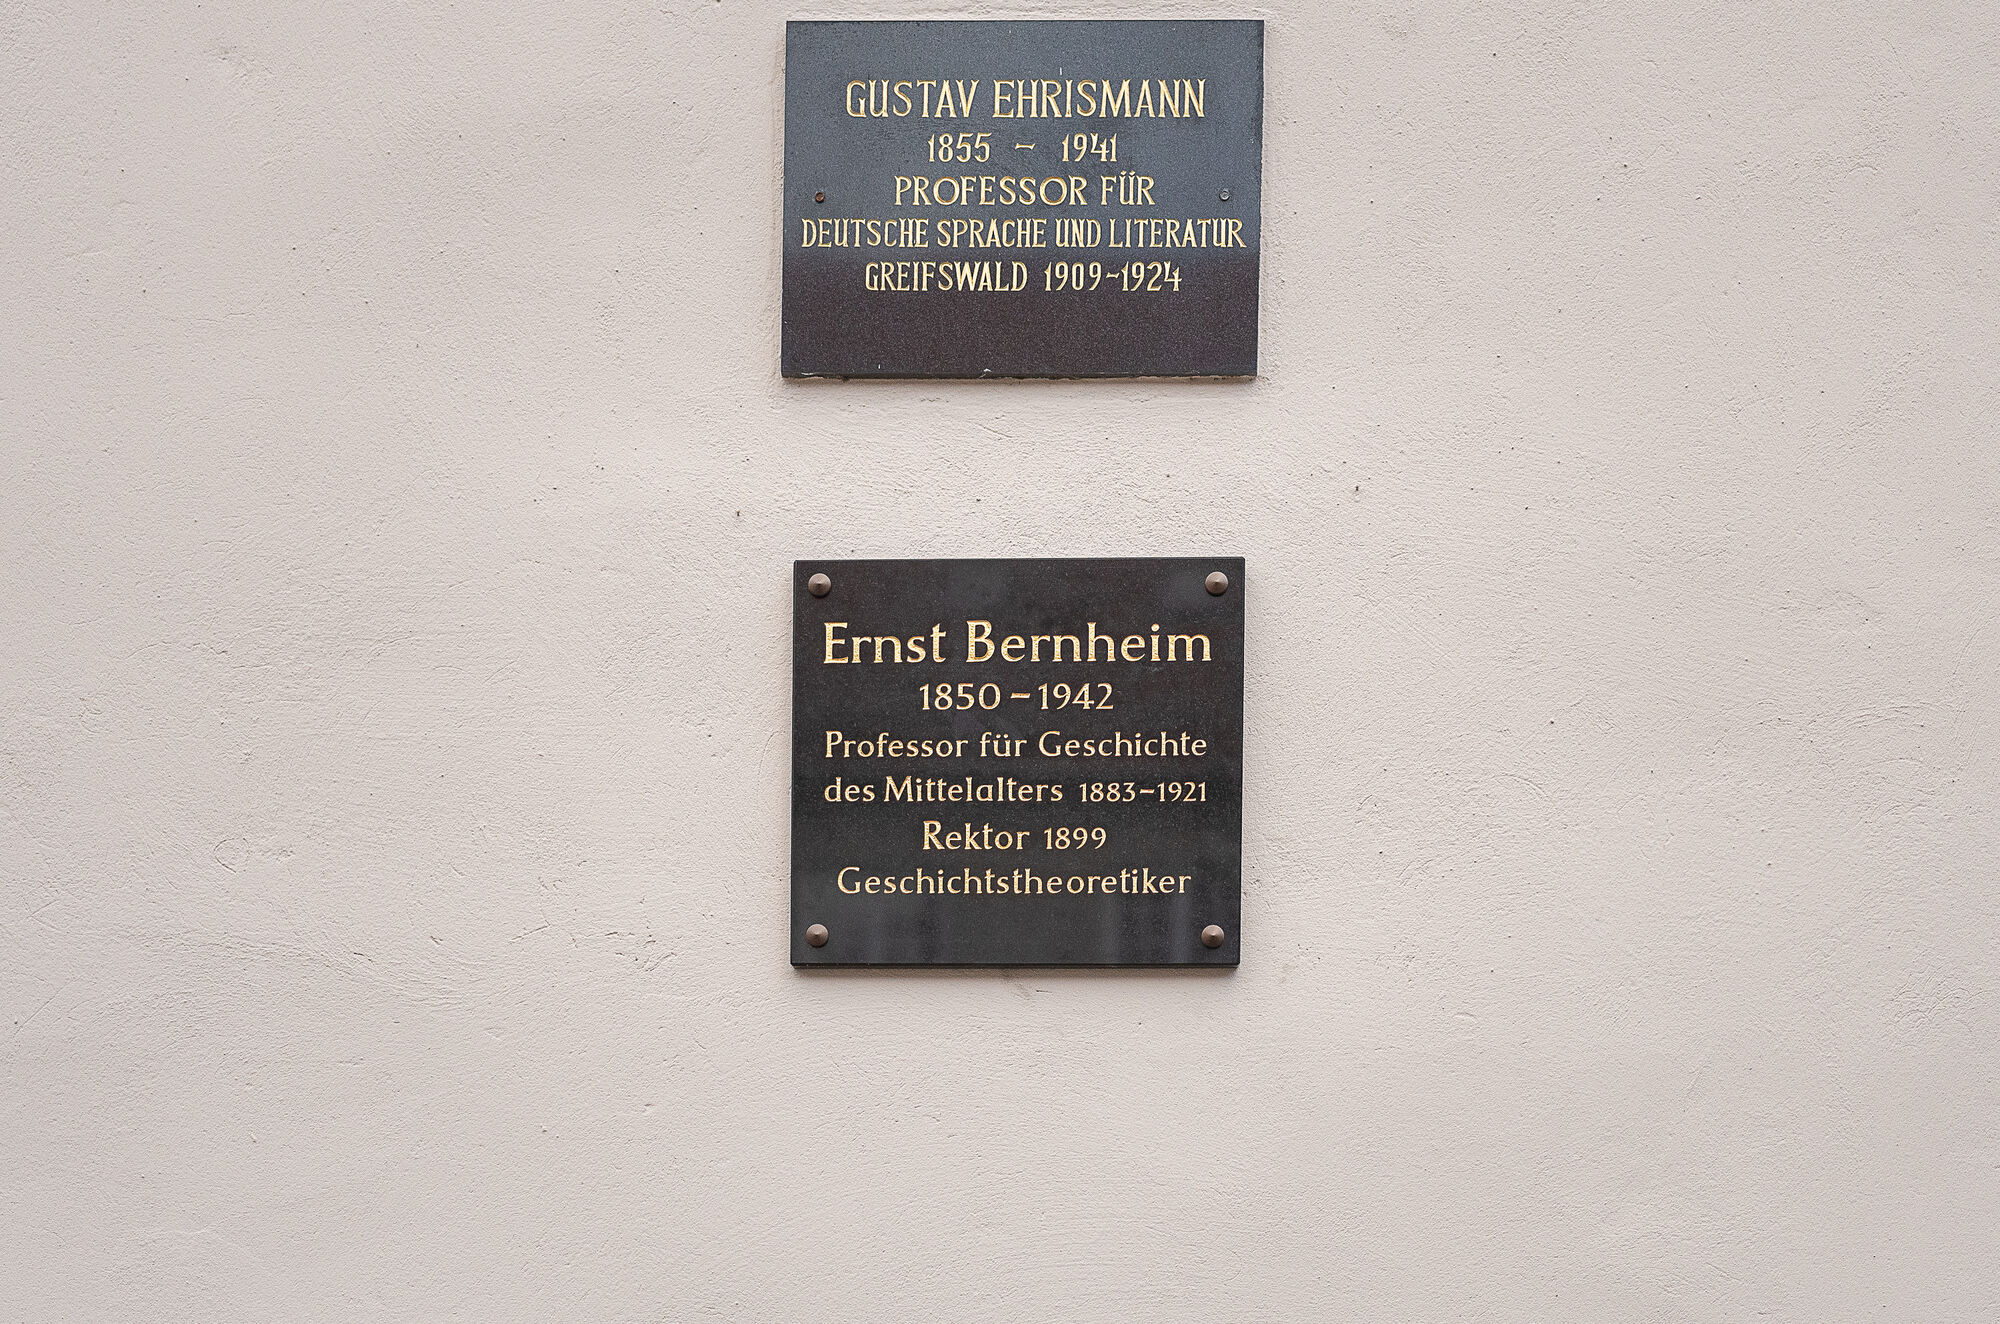 GUSTAV EHRISMANN
1855 - 1941
PROFESSOR FÜR
DEUTSCHE SPRACHE UND LITERATUR
GREIFSWALD 1909-1924
Ernst Bernheim
1850 – 1942
Professor für Geschichte
des Mittelalters 1883–1921
Rektor 1899
Geschichtstheoretiker